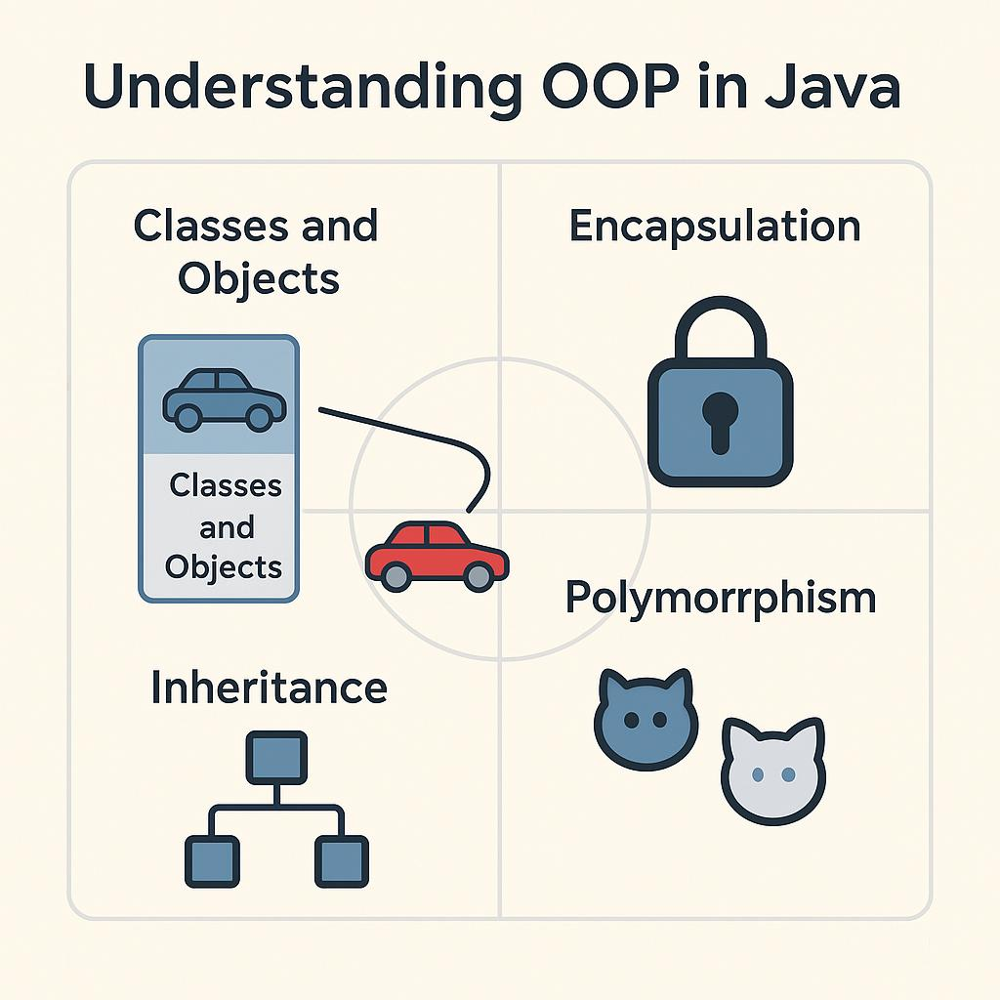 Understanding OOP in Java
Classes and
Objects
Classes
and
Objects
Encapsulation
Inheritance
Polymorrphism